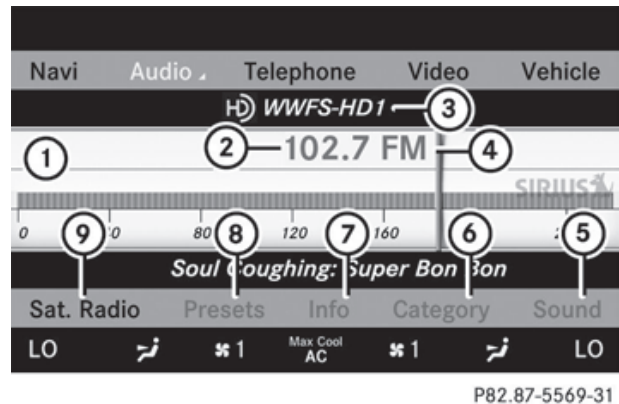 Navi Audio Telephone Video Vehicle
HD WWFS-HD1 3
1 2 102.7 FM 4
SIRIUS
0 9 0 80 8 120 7 160 6 : 5
Soul Coughing: Super Bon Bon
Sat. Radio Presets Info Category Sound
LO 1 Max Cool 1 LO
AC
P82.87-5569-31